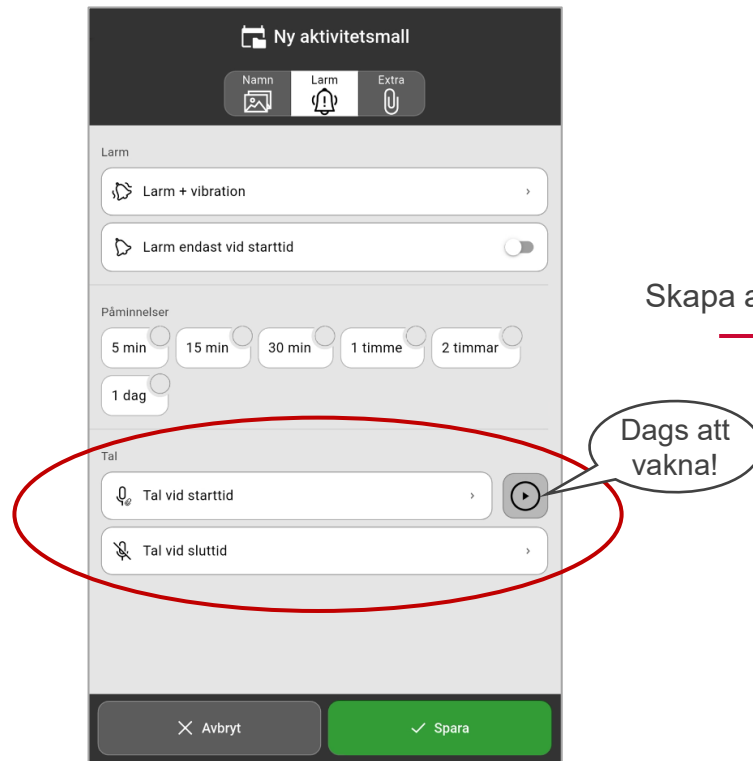 Ny aktivitetsmall
Namn
Larm
Extra
Larm
Larm + vibration
Larm endast vid starttid
Påminnelser
5 min
15 min
30 min
1 timme
2 timmar
1 dag
Tal
Tal vid starttid
Tal vid sluttid
Avbryt
Spara
Skapa
Dags att
vakna!